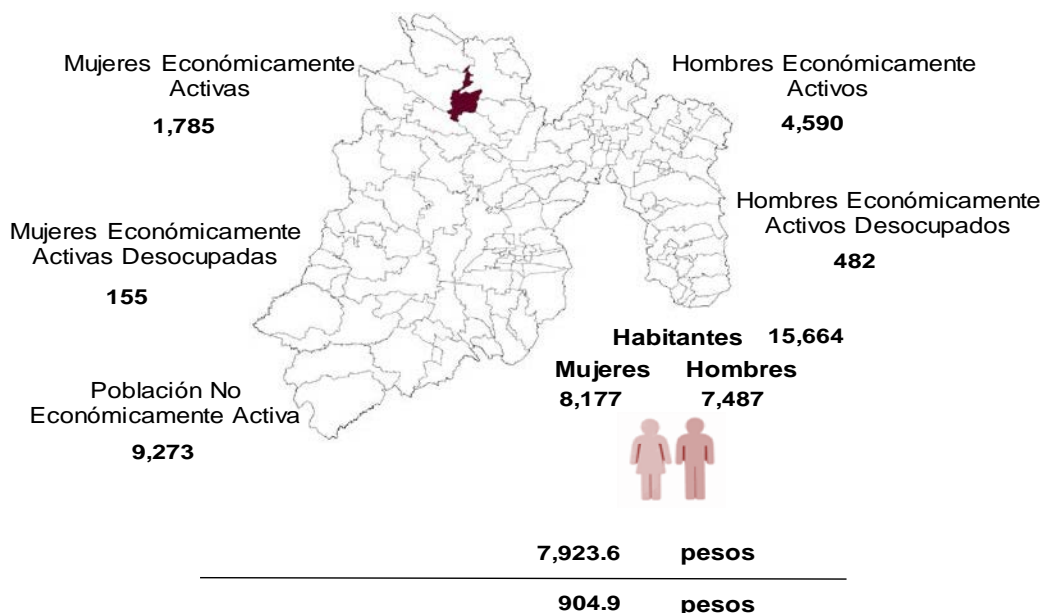 Mujeres Económicamente
Activas
1,785
Hombres Económicamente
Activos
4,590
Mujeres Económicamente
Activas Desocupadas
155
Hombres Económicamente
Activos Desocupados
482
Habitantes 15,664
Mujeres Hombres
8,177 7,487
Población No
Económicamente Activa
9,273
7,923.6 pesos
904.9 pesos